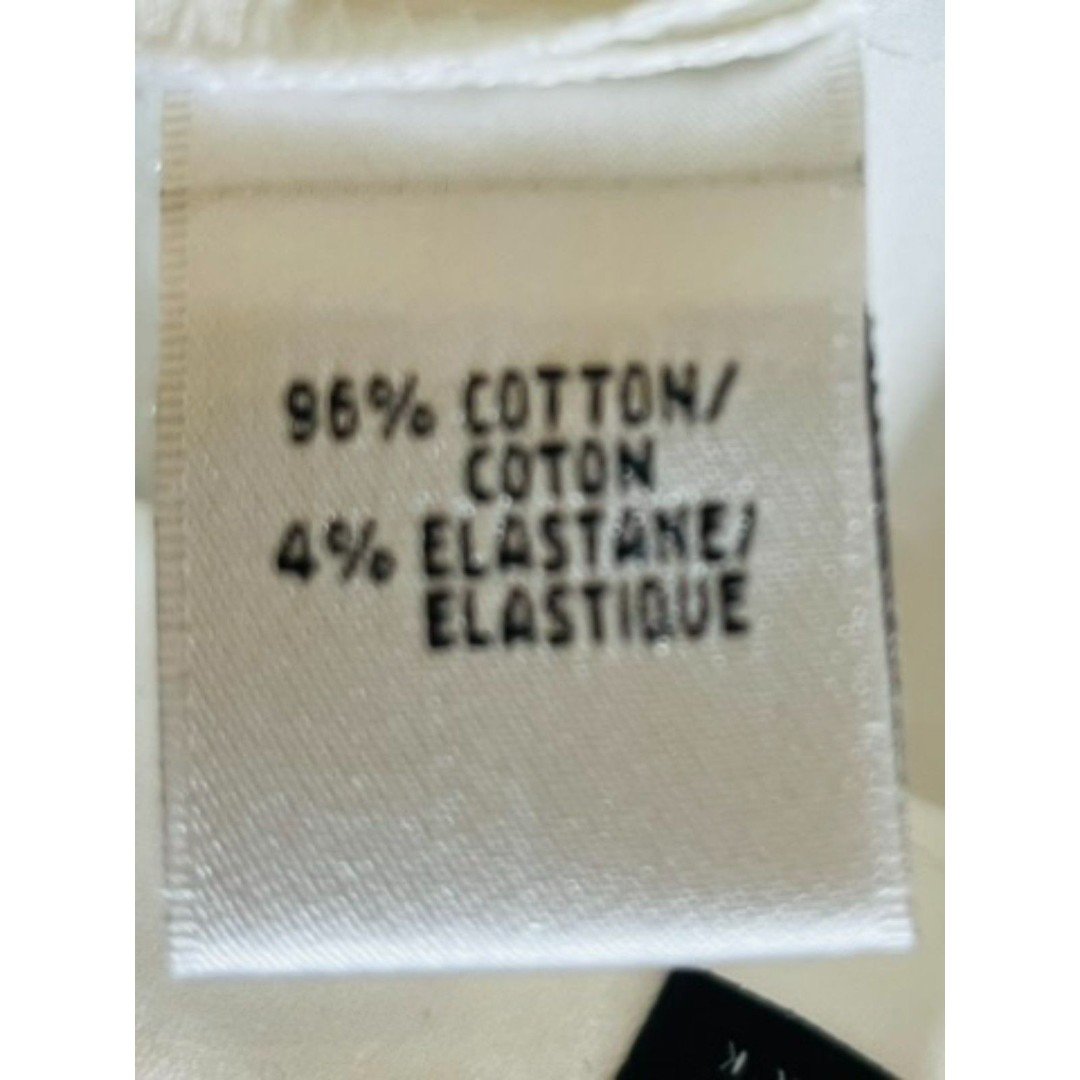 96% COTTON/
COTON
4% ELASTANE/
ELASTIQUE